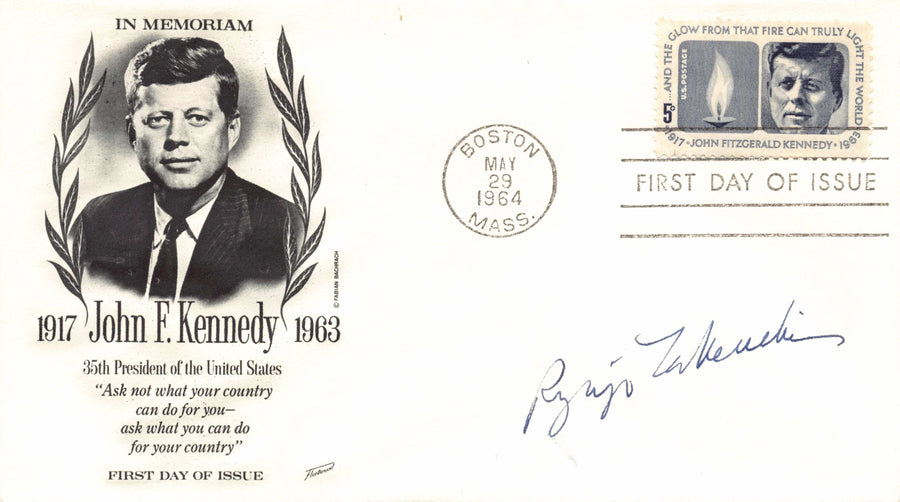 IN MEMORIAM
© FABIAN BACHRACH
1917 John F. Kennedy 1963
35th President of the United States
“Ask not what your country
can do for you—
ask what you can do
for your country”
FIRST DAY OF ISSUE
Fleetwood
BOSTON
MAY
29
1964
MASS.
...AND THE GLOW FROM THAT FIRE CAN TRULY LIGHT THE WORLD
U.S. POSTAGE
5¢
1917 • JOHN FITZGERALD KENNEDY • 1963
FIRST DAY OF ISSUE
Ryrigo Takeuchi